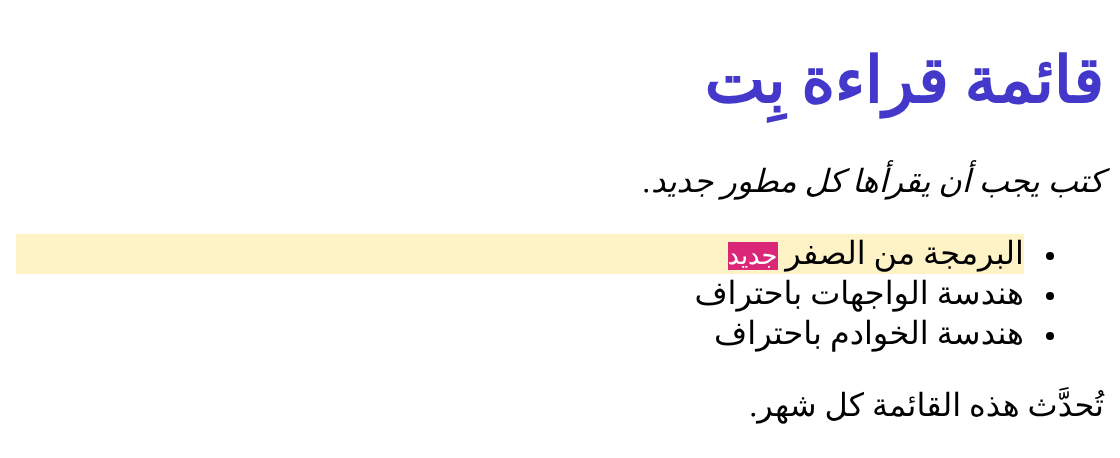 قائمة قراءة بِت
كتب يجب أن يقرأها كل مطور جديد.
البرمجة من الصفر جديد
هندسة الواجهات باحتراف
هندسة الخوادم باحتراف
تُحدَّث هذه القائمة كل شهر.